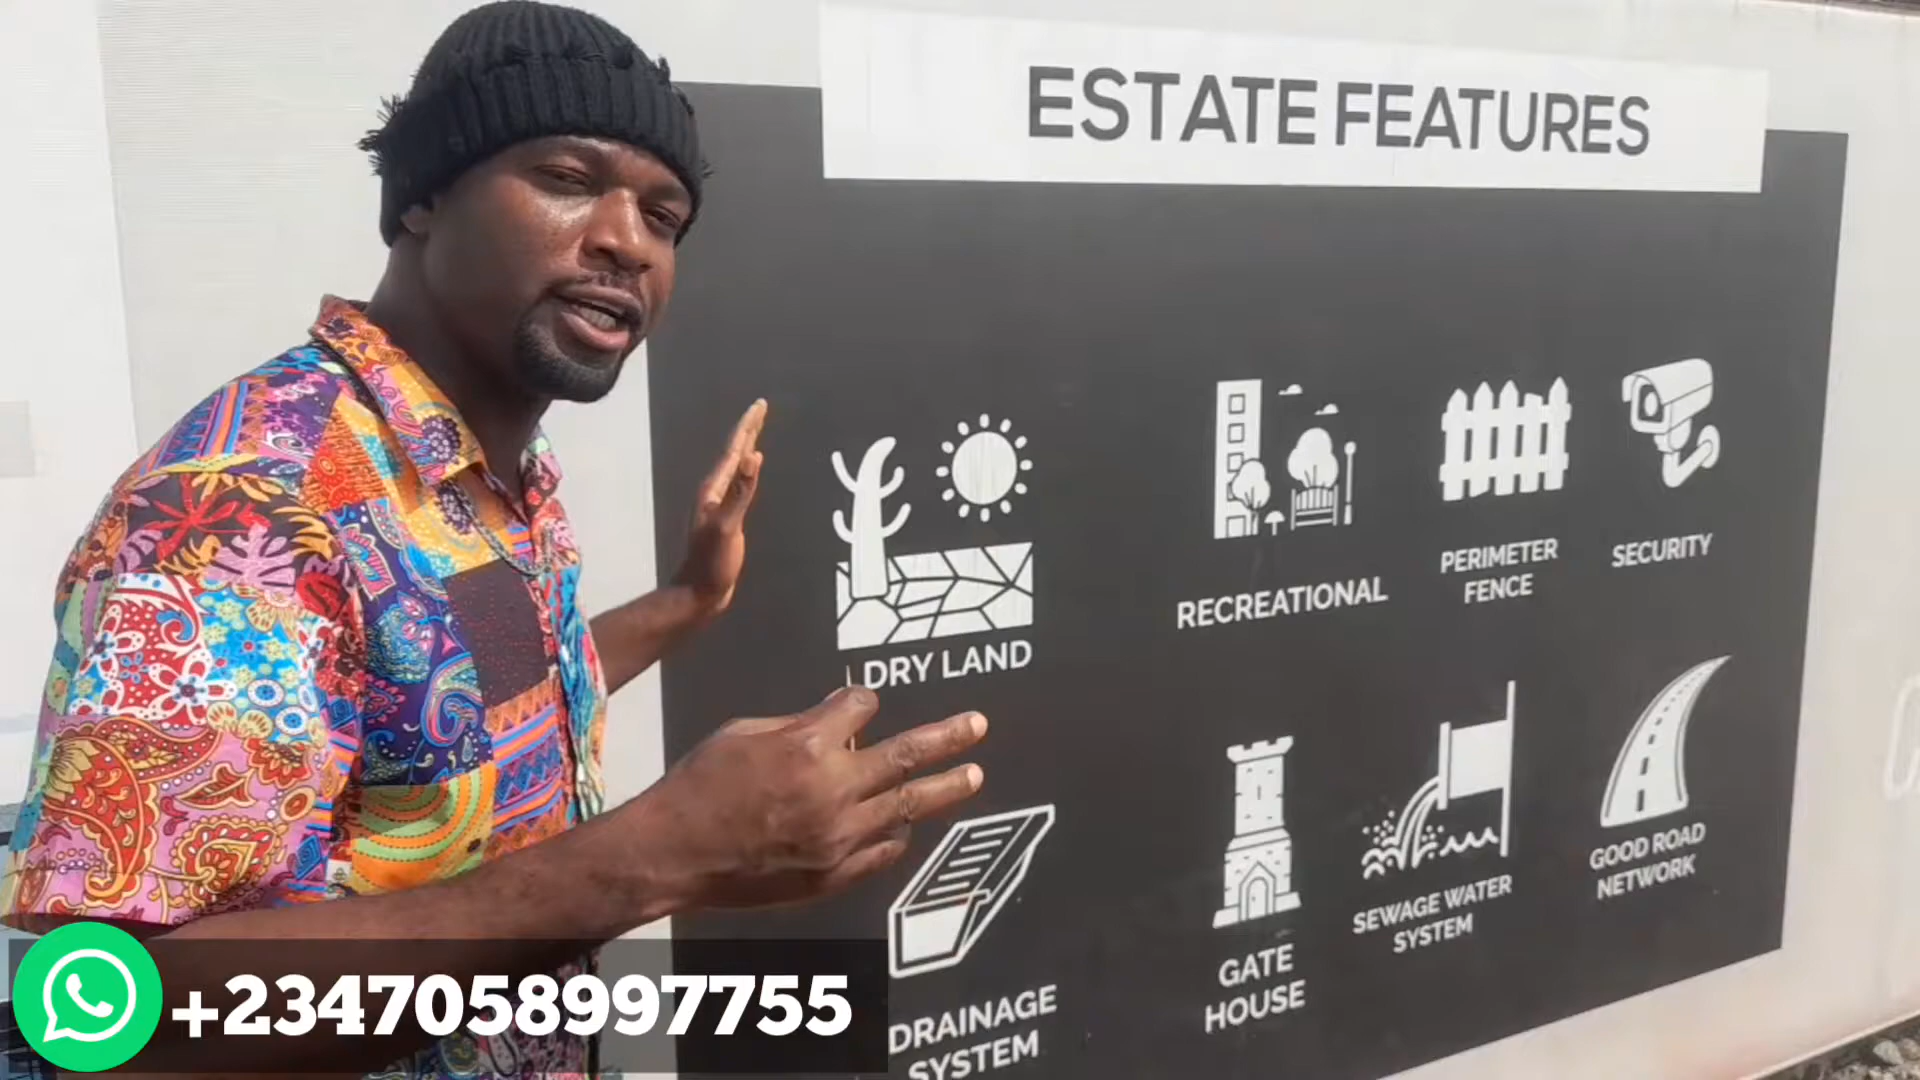 ESTATE FEATURES
DRY LAND
RECREATIONAL
PERIMETER
FENCE
SECURITY
DRAINAGE
SYSTEM
GATE
HOUSE
SEWAGE WATER
SYSTEM
GOOD ROAD
NETWORK
+2347058997755